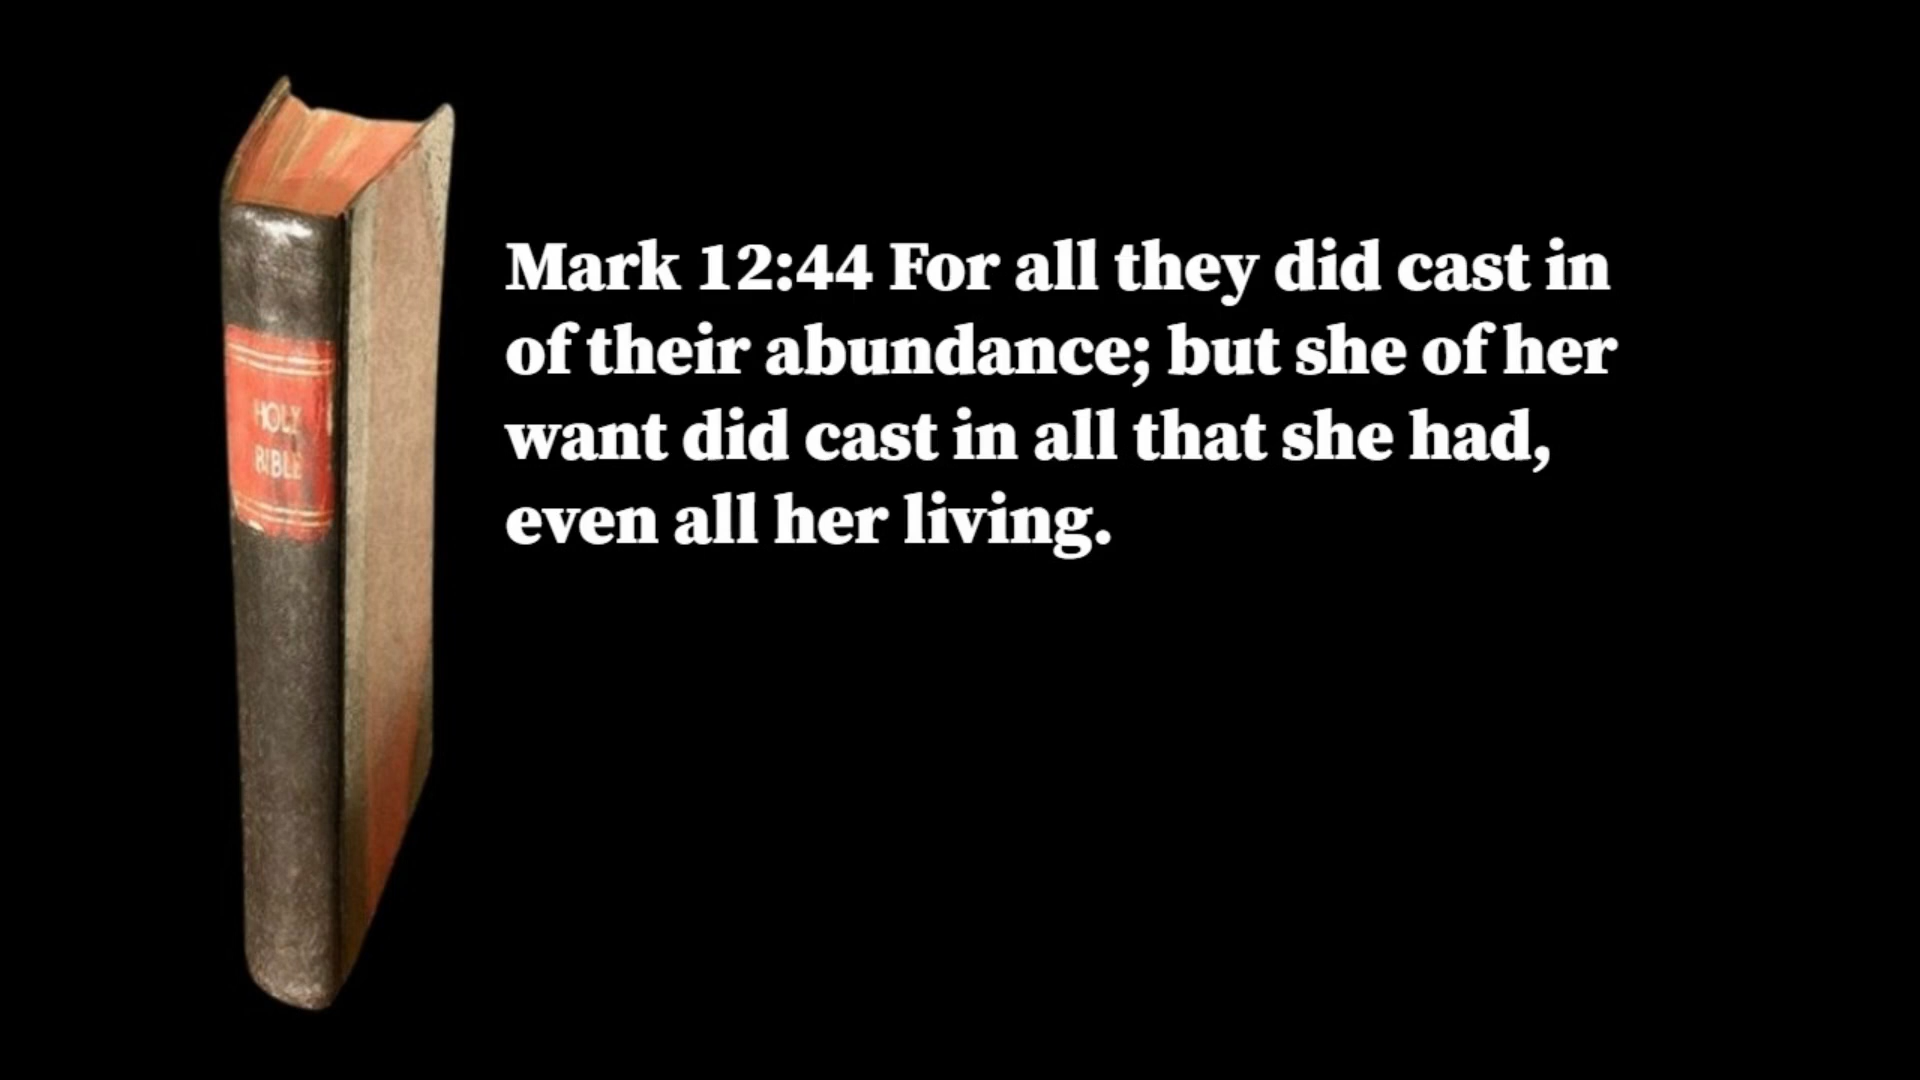 HOLY
BIBLE
Mark 12:44 For all they did cast in
of their abundance; but she of her
want did cast in all that she had,
even all her living.